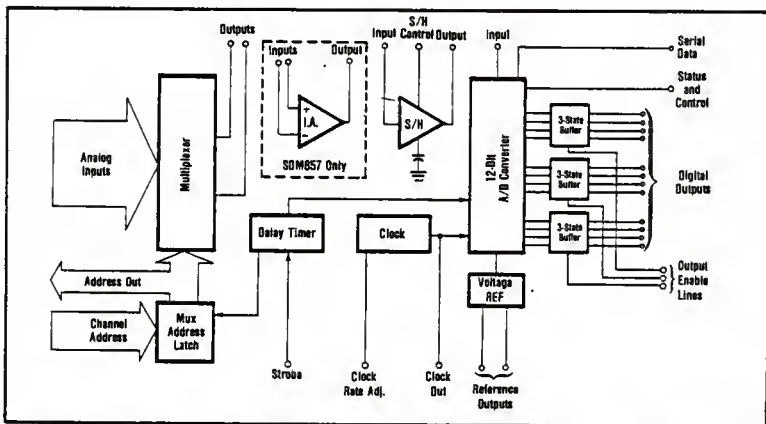 Outputs
Inputs
Output
+
I.A.
−
SDM857 Only
S/H
Input Control Output
S/H
Input
Serial
Data
Status
and
Control
Analog
Inputs
Multiplexer
12-Bit
A/D Converter
3-State
Buffer
3-State
Buffer
3-State
Buffer
Digital
Outputs
Delay Timer
Clock
Voltage
REF
Output
Enable
Lines
Address Out
Channel
Address
Mux
Address
Latch
Strobe
Clock
Rate Adj.
Clock
Out
Reference
Outputs